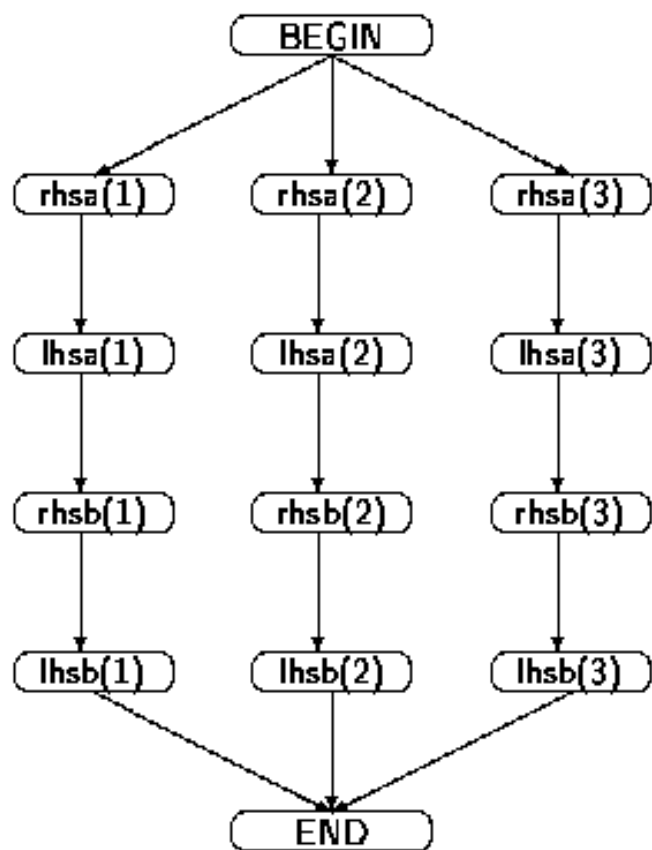 BEGIN
rhsa(1) rhsa(2) rhsa(3)
lhsa(1) lhsa(2) lhsa(3)
rhsb(1) rhsb(2) rhsb(3)
lhsb(1) lhsb(2) lhsb(3)
END